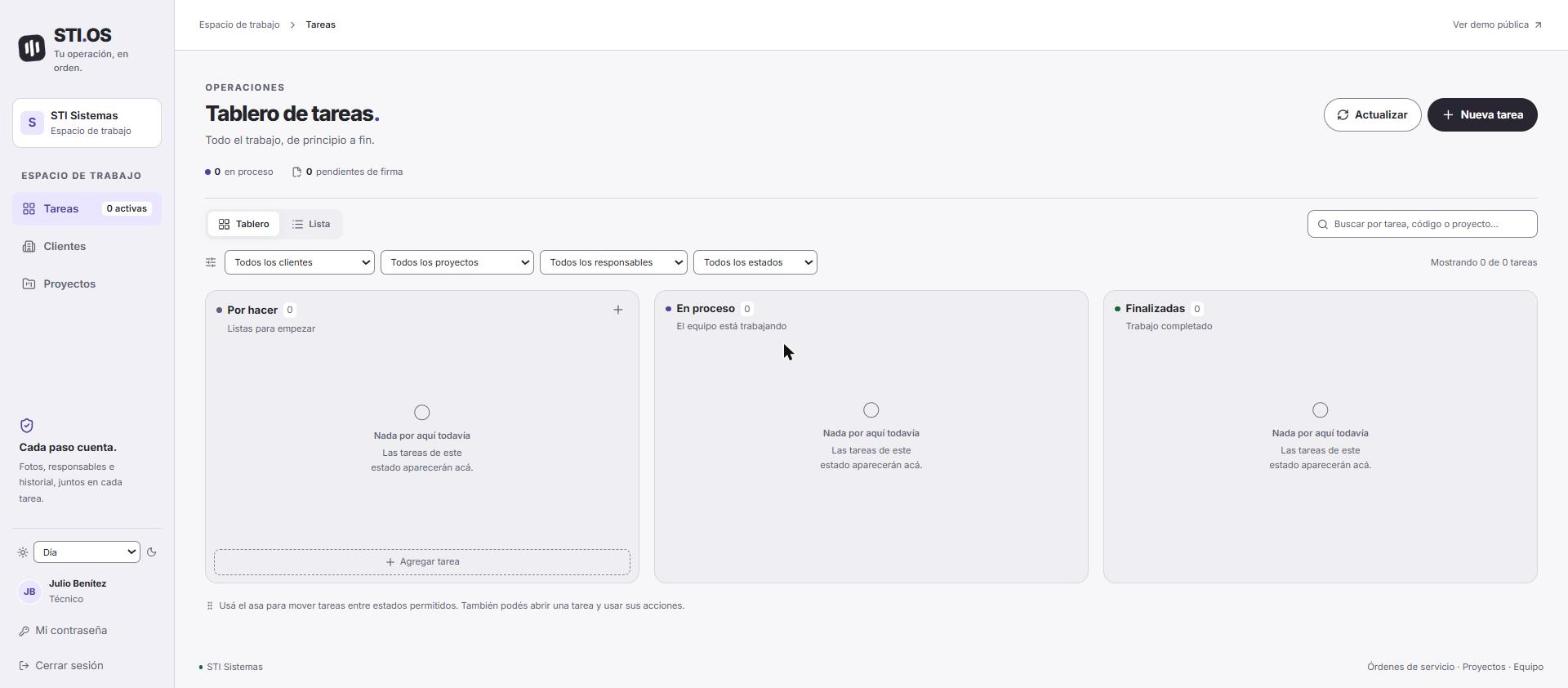 STI.OS
Tu operación, en
orden.
S
STI Sistemas
Espacio de trabajo
ESPACIO DE TRABAJO
Tareas
0 activas
Clientes
Proyectos
Cada paso cuenta.
Fotos, responsables e
historial, juntos en cada
tarea.
Día
JB
Julio Benítez
Técnico
Mi contraseña
Cerrar sesión
Espacio de trabajo
Tareas
Ver demo pública
OPERACIONES
Tablero de tareas.
Todo el trabajo, de principio a fin.
Actualizar
Nueva tarea
0 en proceso
0 pendientes de firma
Tablero
Lista
Buscar por tarea, código o proyecto...
Todos los clientes
Todos los proyectos
Todos los responsables
Todos los estados
Mostrando 0 de 0 tareas
Por hacer 0
Listas para empezar
Nada por aquí todavía
Las tareas de este
estado aparecerán acá.
Agregar tarea
En proceso 0
El equipo está trabajando
Nada por aquí todavía
Las tareas de este
estado aparecerán acá.
Finalizadas 0
Trabajo completado
Nada por aquí todavía
Las tareas de este
estado aparecerán acá.
Usá el asa para mover tareas entre estados permitidos. También podés abrir una tarea y usar sus acciones.
STI Sistemas
Órdenes de servicio · Proyectos · Equipo